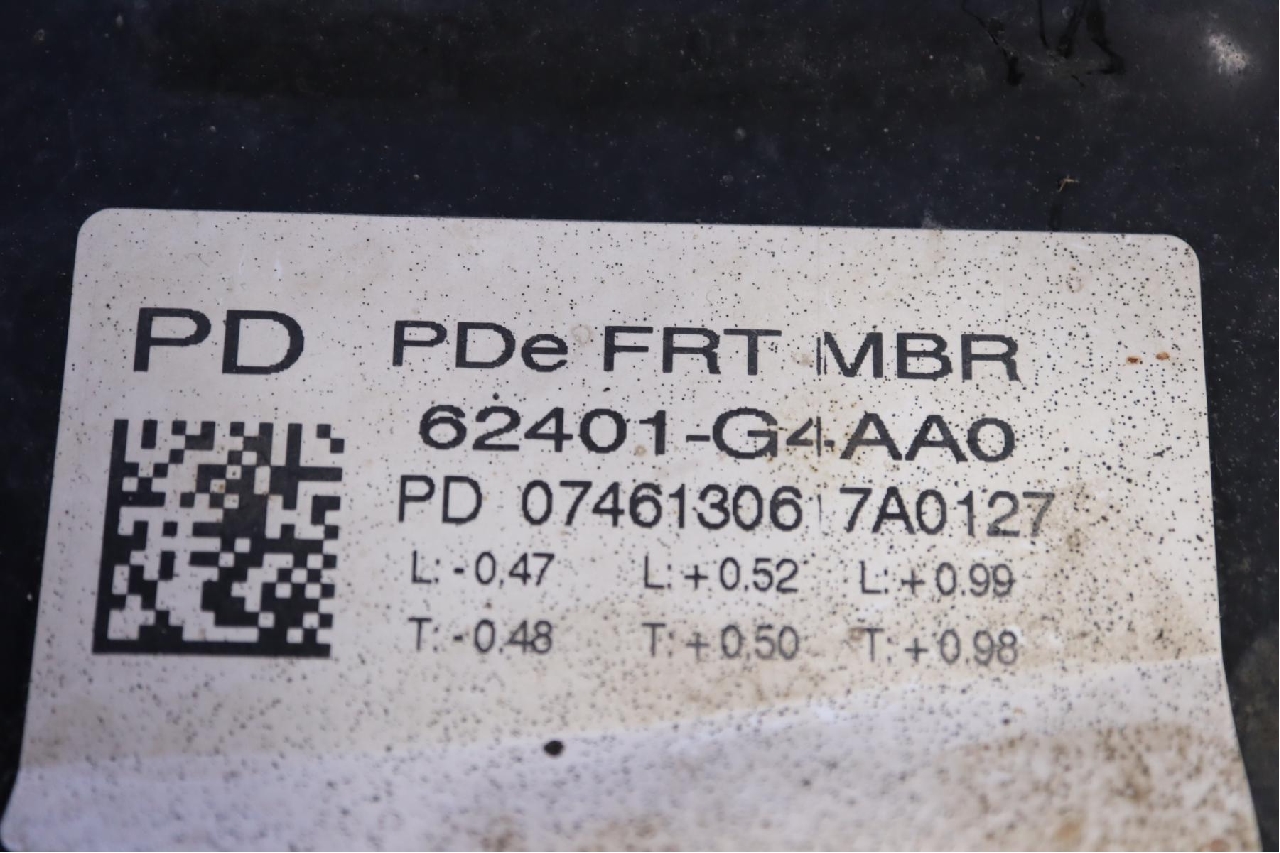 PD PDe FRT MBR
62401-G4AA0
PD 07461306 7A0127
L: -0.47 L: +0.52 L: +0.99
T: -0.48 T: +0.50 T: +0.98